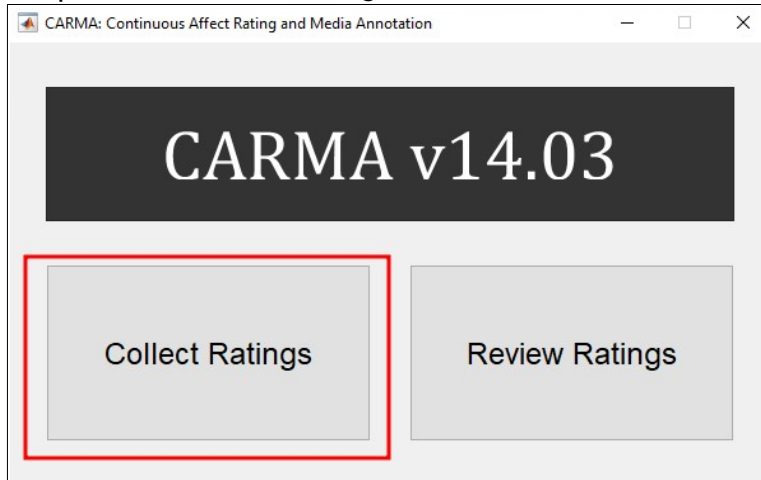 CARMA: Continuous Affect Rating and Media Annotation
CARMA v14.03
Collect Ratings
Review Ratings